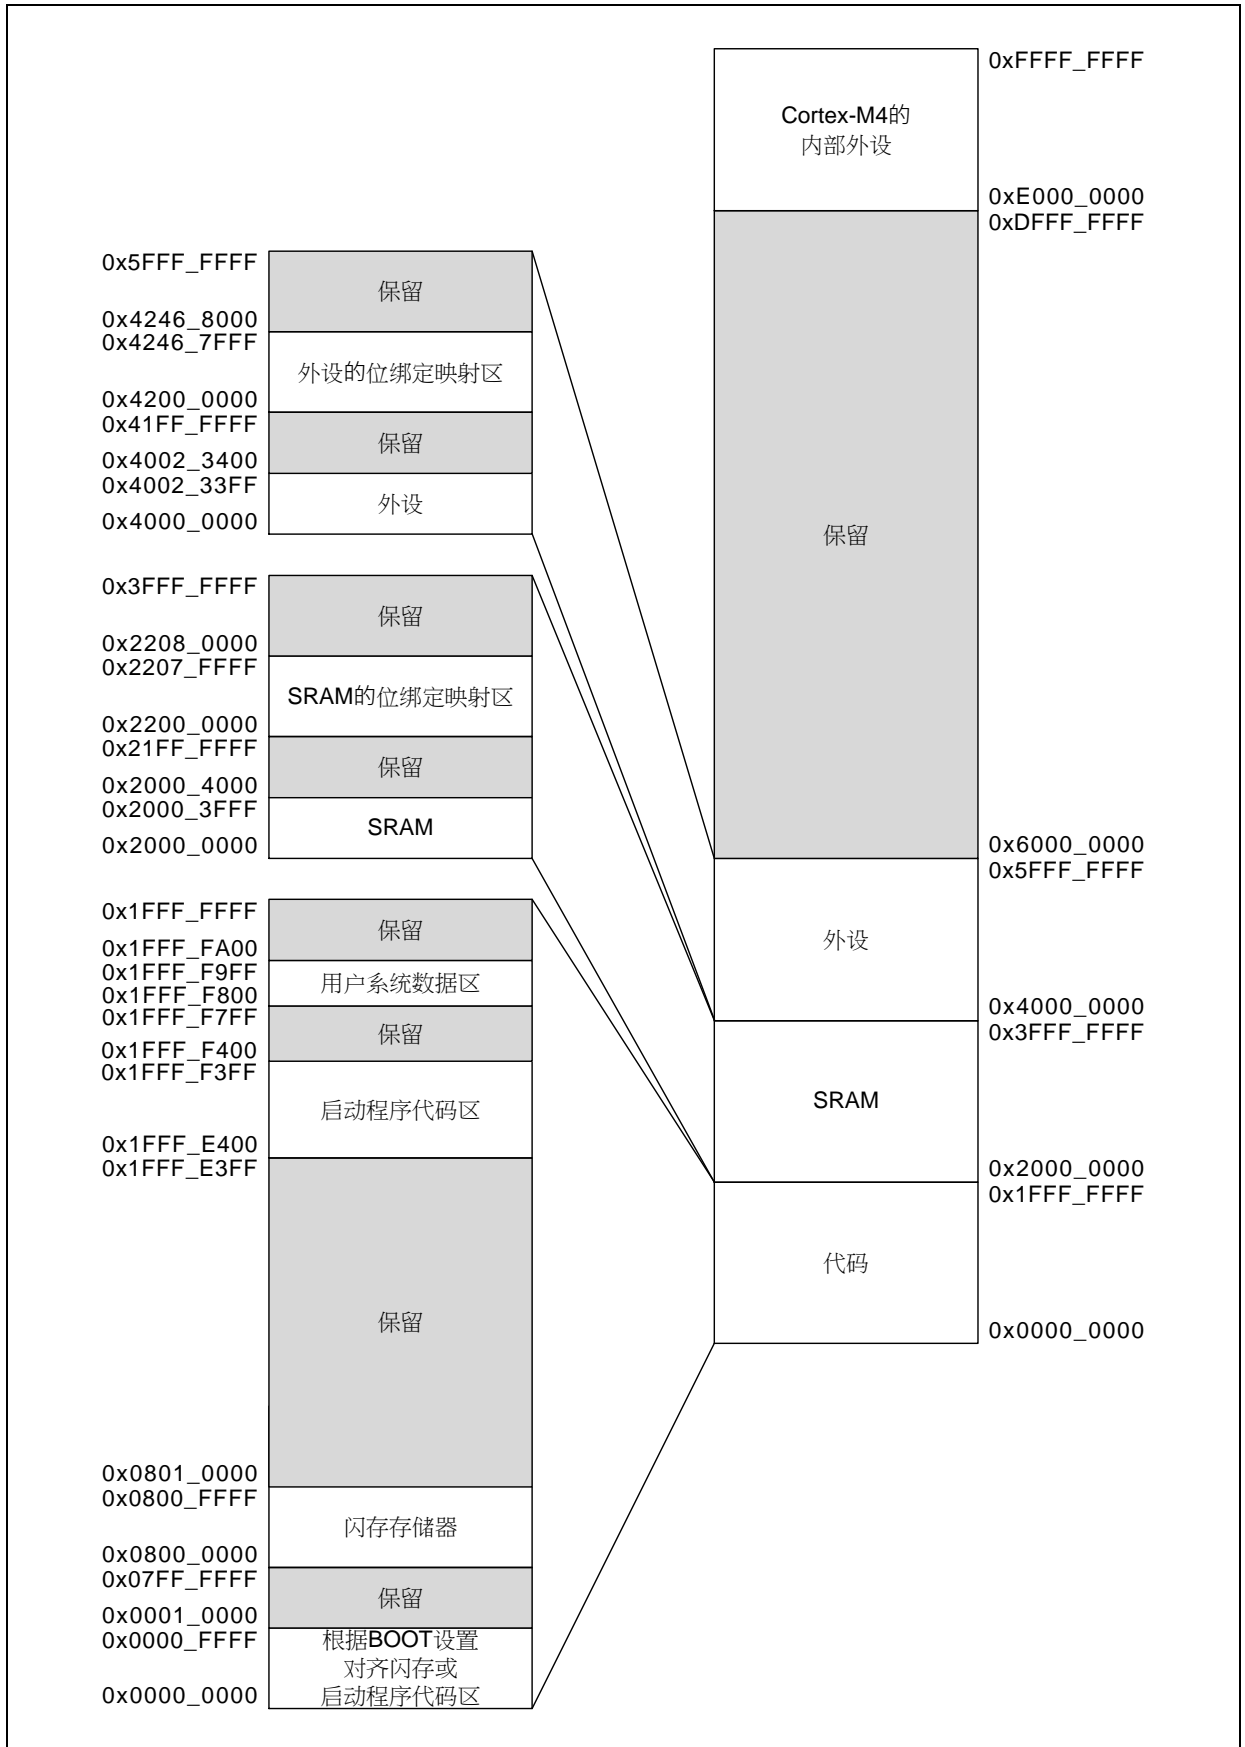 0xFFFF_FFFF
Cortex-M4的
内部外设
0xE000_0000
0xDFFF_FFFF
保留
0x6000_0000
0x5FFF_FFFF
外设
0x4000_0000
0x3FFF_FFFF
SRAM
0x2000_0000
0x1FFF_FFFF
代码
0x0000_0000
0x5FFF_FFFF
保留
0x4246_8000
0x4246_7FFF
外设的位绑定映射区
0x4200_0000
0x41FF_FFFF
保留
0x4002_3400
0x4002_33FF
外设
0x4000_0000
0x3FFF_FFFF
保留
0x2208_0000
0x2207_FFFF
SRAM的位绑定映射区
0x2200_0000
0x21FF_FFFF
保留
0x2000_4000
0x2000_3FFF
SRAM
0x2000_0000
0x1FFF_FFFF
保留
0x1FFF_FA00
0x1FFF_F9FF
用户系统数据区
0x1FFF_F800
0x1FFF_F7FF
保留
0x1FFF_F400
0x1FFF_F3FF
启动程序代码区
0x1FFF_E400
0x1FFF_E3FF
保留
0x0801_0000
0x0800_FFFF
闪存存储器
0x0800_0000
0x07FF_FFFF
保留
0x0001_0000
0x0000_FFFF
根据BOOT设置
对齐闪存或
启动程序代码区
0x0000_0000